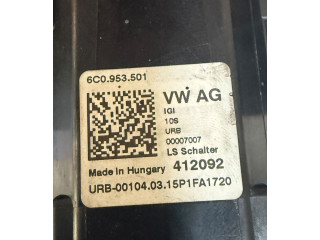 6C0.953.501
VW AG
IGI
10S
URB
00007007
LS Schalter
Made in Hungary 412092
URB-00104.03.15P1FA1720